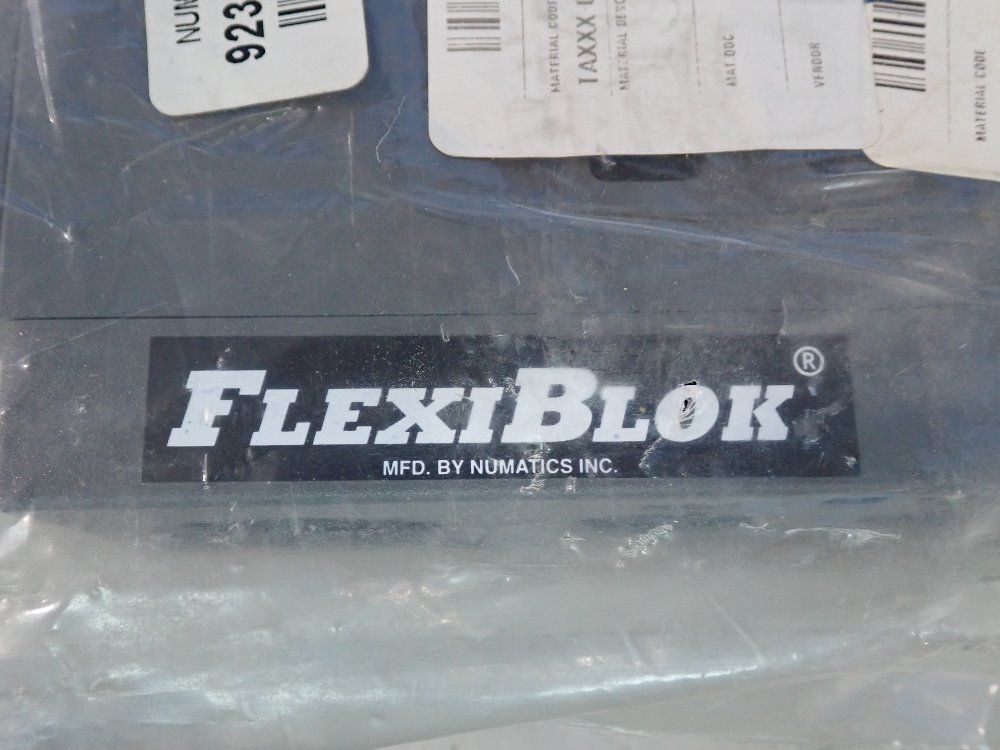 NUM
923
MATERIAL CODE
TAXXX
MATERIAL DESC
MAT DOC
VENDOR
MATERIAL CODE
FLEXIBLOK®
MFD. BY NUMATICS INC.